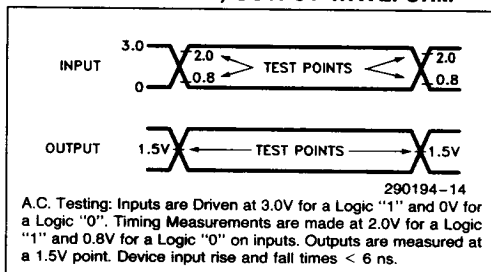 3.0
2.0
INPUT TEST POINTS
0.8 0.8
2.0
0
OUTPUT 1.5V TEST POINTS 1.5V
290194-14
A.C. Testing: Inputs are Driven at 3.0V for a Logic "1" and 0V for
a Logic "0". Timing Measurements are made at 2.0V for a Logic
"1" and 0.8V for a Logic "0" on inputs. Outputs are measured at
a 1.5V point. Device input rise and fall times < 6 ns.